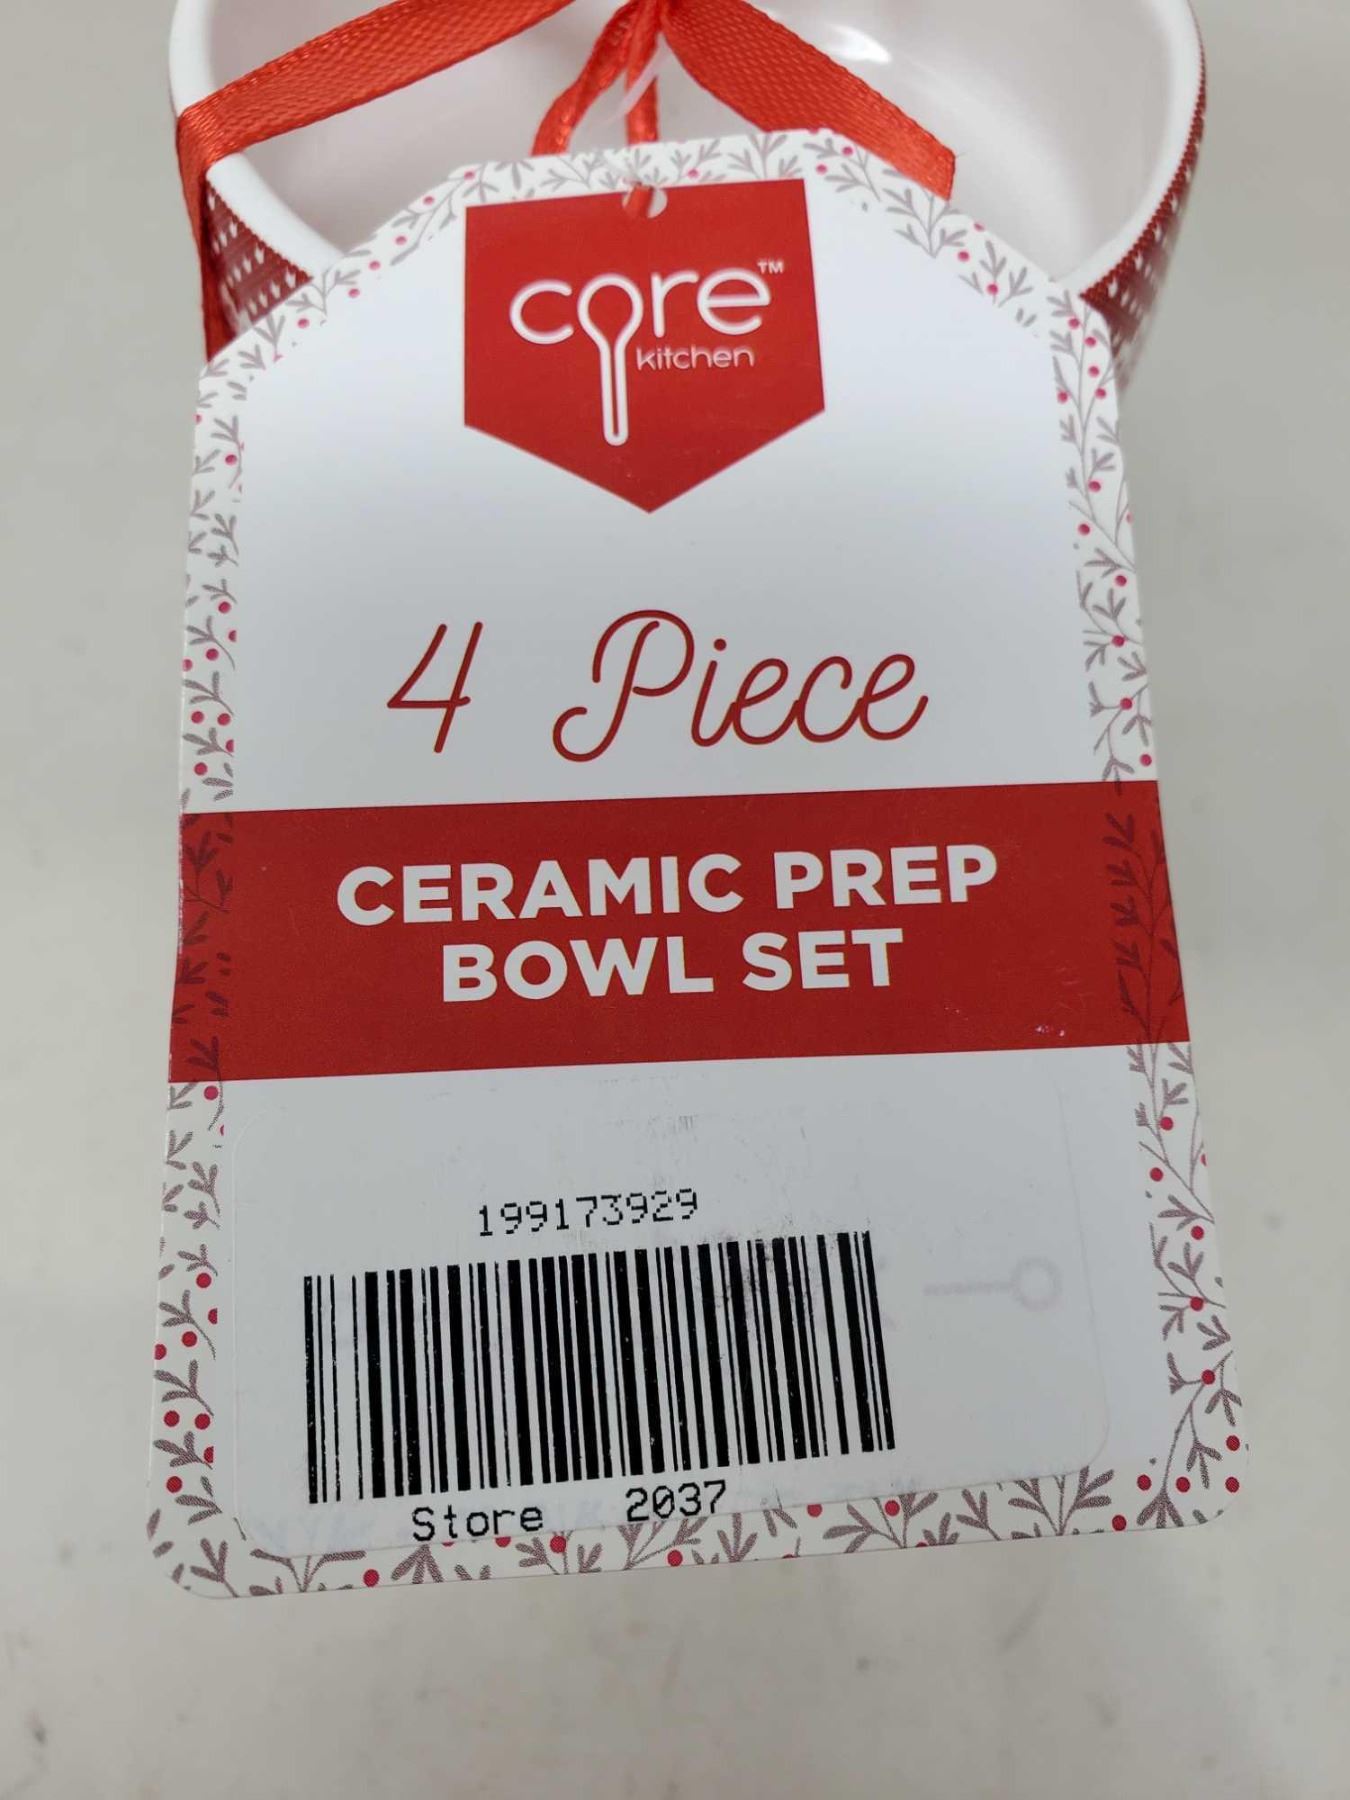 core™
kitchen
4 Piece
CERAMIC PREP
BOWL SET
199173929
Store 2037